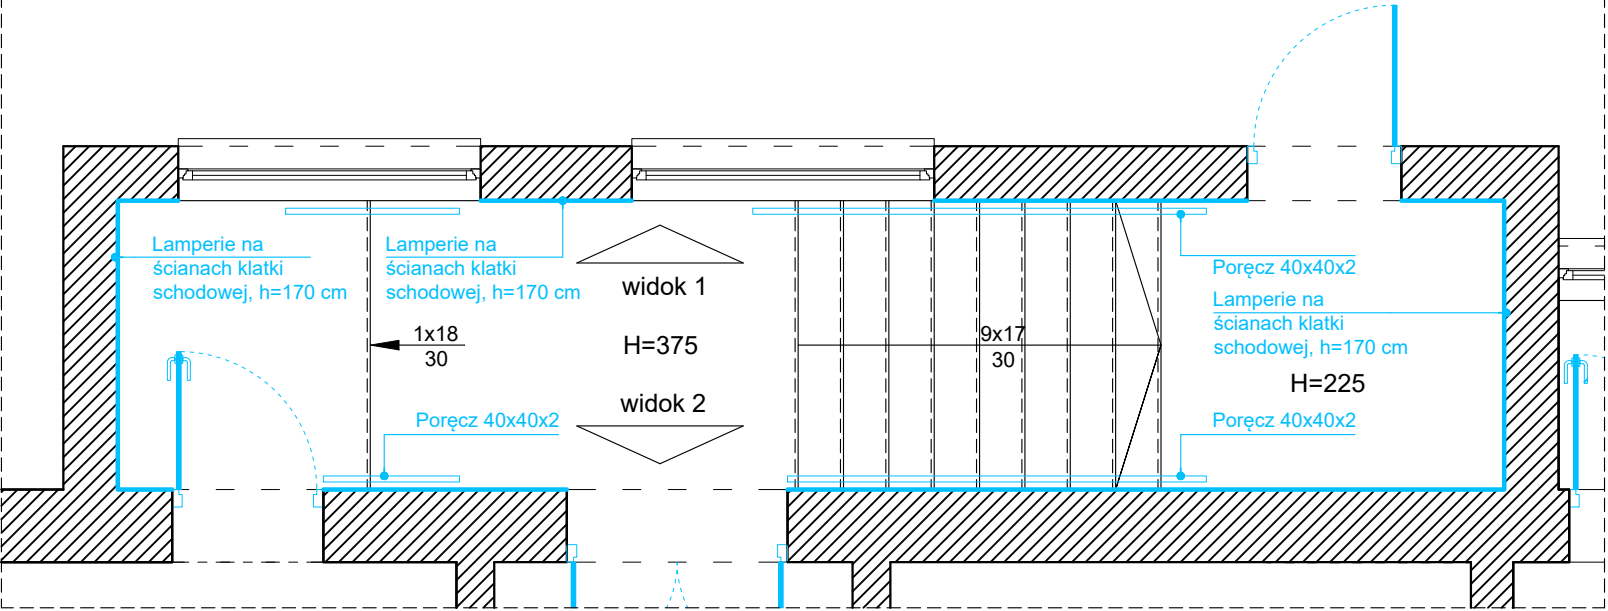 Lamperie na
ścianach klatki
schodowej, h=170 cm
Lamperie na
ścianach klatki
schodowej, h=170 cm
widok 1
Poręcz 40x40x2
Lamperie na
ścianach klatki
schodowej, h=170 cm
1x18
30
H=375
9x17
30
H=225
widok 2
Poręcz 40x40x2
Poręcz 40x40x2